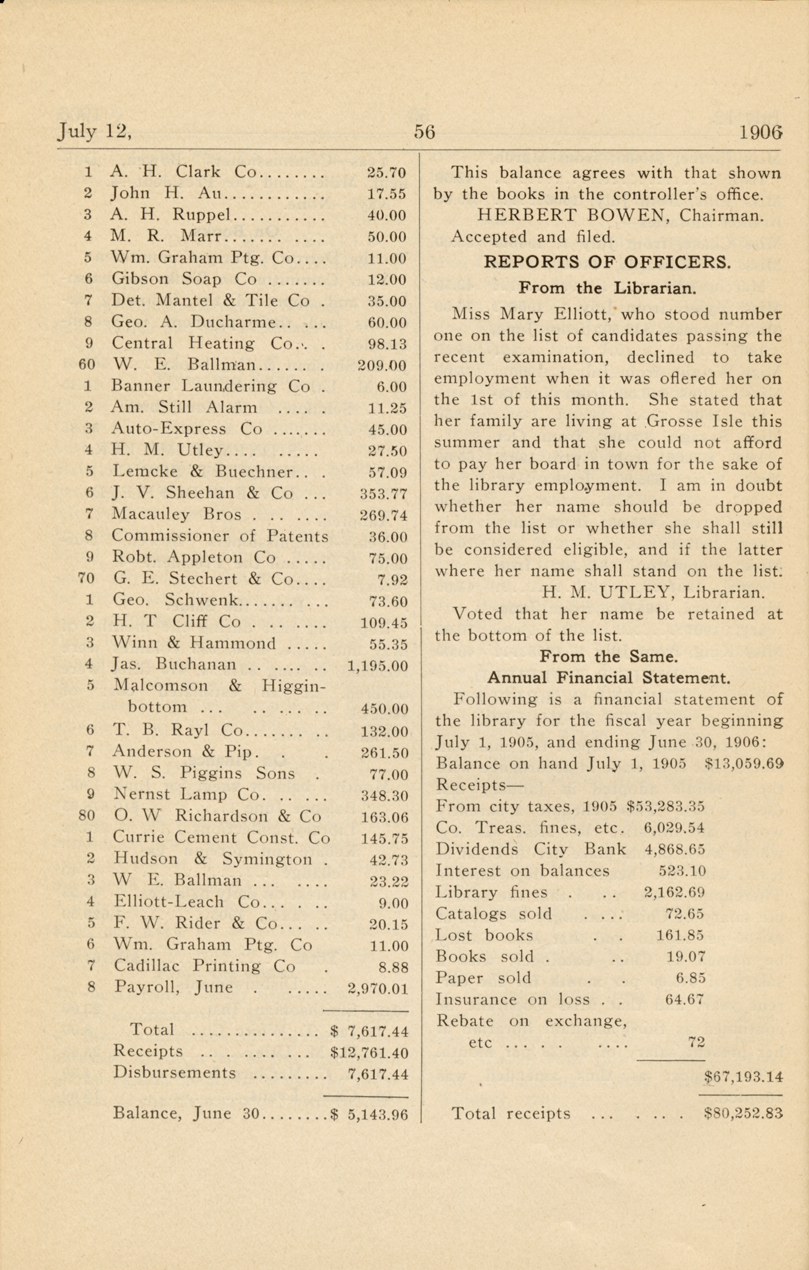 July 12, 56 1906
1 A. H. Clark Co........ 25.70
2 John H. Au............ 17.55
3 A. H. Ruppel........... 40.00
4 M. R. Marr....... .... 50.00
5 Wm. Graham Ptg. Co.... 11.00
6 Gibson Soap Co ....... 12.00
7 Det. Mantel & Tile Co . 35.00
8 Geo. A. Ducharme.. ... 60.00
9 Central Heating Co.. . 98.13
60 W. E. Ballman...... . 209.00
1 Banner Laundering Co . 6.00
2 Am. Still Alarm .... . 11.25
3 Auto-Express Co ....... 45.00
4 H. M. Utley.... ..... 27.50
5 Lemcke & Buechner.. . 57.09
6 J. V. Sheehan & Co ... 353.77
7 Macauley Bros . .. .... 269.74
8 Commissioner of Patents 36.00
9 Robt. Appleton Co ..... 75.00
70 G. E. Stechert & Co.... 7.92
1 Geo. Schwenk....... ... 73.60
2 H. T Cliff Co . .. .... 109.45
3 Winn & Hammond ..... 55.35
4 Jas. Buchanan .. .... .. 1,195.00
5 Malcomson & Higgin-
bottom ... .. ... .. 450.00
6 T. B. Rayl Co....... .. 132.00
7 Anderson & Pip. . . 261.50
8 W. S. Piggins Sons . 77.00
9 Nernst Lamp Co. .. ... 348.30
80 O. W Richardson & Co 163.06
1 Currie Cement Const. Co 145.75
2 Hudson & Symington . 42.73
3 W E. Ballman ... .... 23.22
4 Elliott-Leach Co... . .. 9.00
5 F. W. Rider & Co... .. 20.15
6 Wm. Graham Ptg. Co 11.00
7 Cadillac Printing Co . 8.88
8 Payroll, June . ..... 2,970.01
Total ............... $ 7,617.44
Receipts .. . ..... ... $12,761.40
Disbursements ......... 7,617.44
Balance, June 30........$ 5,143.96
This balance agrees with that shown
by the books in the controller's office.
HERBERT BOWEN, Chairman.
Accepted and filed.
REPORTS OF OFFICERS.
From the Librarian.
Miss Mary Elliott, who stood number
one on the list of candidates passing the
recent examination, declined to take
employment when it was offered her on
the 1st of this month. She stated that
her family are living at Grosse Isle this
summer and that she could not afford
to pay her board in town for the sake of
the library employment. I am in doubt
whether her name should be dropped
from the list or whether she shall still
be considered eligible, and if the latter
where her name shall stand on the list.
H. M. UTLEY, Librarian.
Voted that her name be retained at
the bottom of the list.
From the Same.
Annual Financial Statement.
Following is a financial statement of
the library for the fiscal year beginning
July 1, 1905, and ending June 30, 1906:
Balance on hand July 1, 1905 $13,059.69
Receipts—
From city taxes, 1905 $53,283.35
Co. Treas. fines, etc. 6,029.54
Dividends City Bank 4,868.65
Interest on balances 523.10
Library fines . .. 2,162.69
Catalogs sold . ... 72.65
Lost books . . 161.85
Books sold . .. 19.07
Paper sold . . 6.85
Insurance on loss . . 64.67
Rebate on exchange,
etc ... . . .... 72
$67,193.14
Total receipts ... . .. . $80,252.83